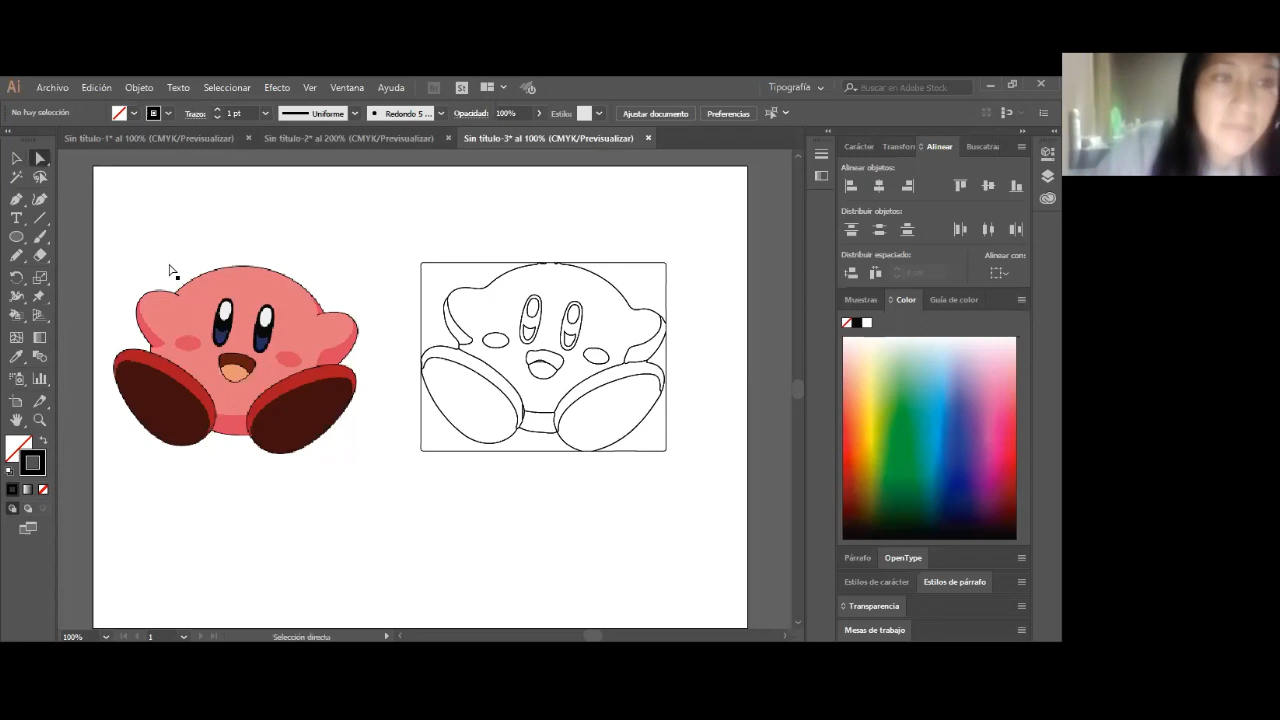 Ai Archivo Edición Objeto Texto Seleccionar Efecto Ver Ventana Ayuda Br St Tipografía Buscar en Adobe Stock
No hay selección Trazo: 1 pt Uniforme Redondo 5 ... Opacidad: 100% Estilo: Ajustar documento Preferencias
Sin título-1* al 100% (CMYK/Previsualizar) Sin título-2* al 200% (CMYK/Previsualizar) Sin título-3* al 100% (CMYK/Previsualizar)
Carácter Transforn Alinear Buscatraz
Alinear objetos:
Distribuir objetos:
Distribuir espaciado: Alinear con:
Muestras Color Guía de color
Párrafo OpenType
Estilos de carácter Estilos de párrafo
Transparencia
Mesas de trabajo
100% 1 Selección directa